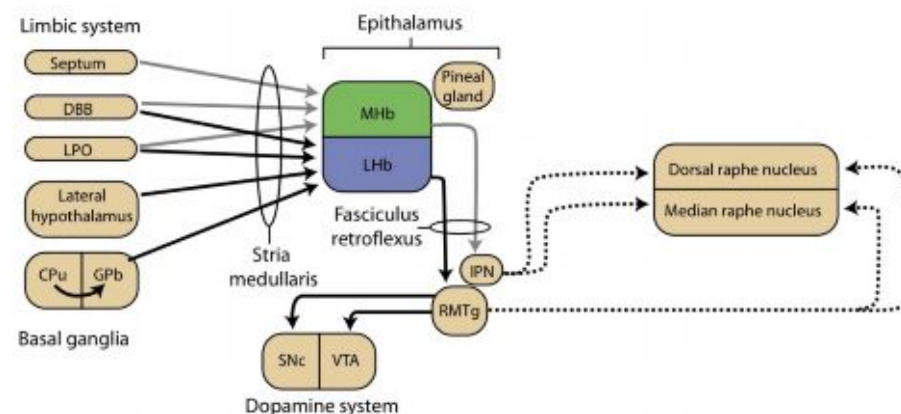 Limbic system
Epithalamus
Septum
Pineal
gland
DBB
MHb
LPO
LHb
Lateral
hypothalamus
Dorsal raphe nucleus
Median raphe nucleus
Fasciculus
retroflexus
Stria
medullaris
CPu
GPb
IPN
RMTg
Basal ganglia
SNc
VTA
Dopamine system